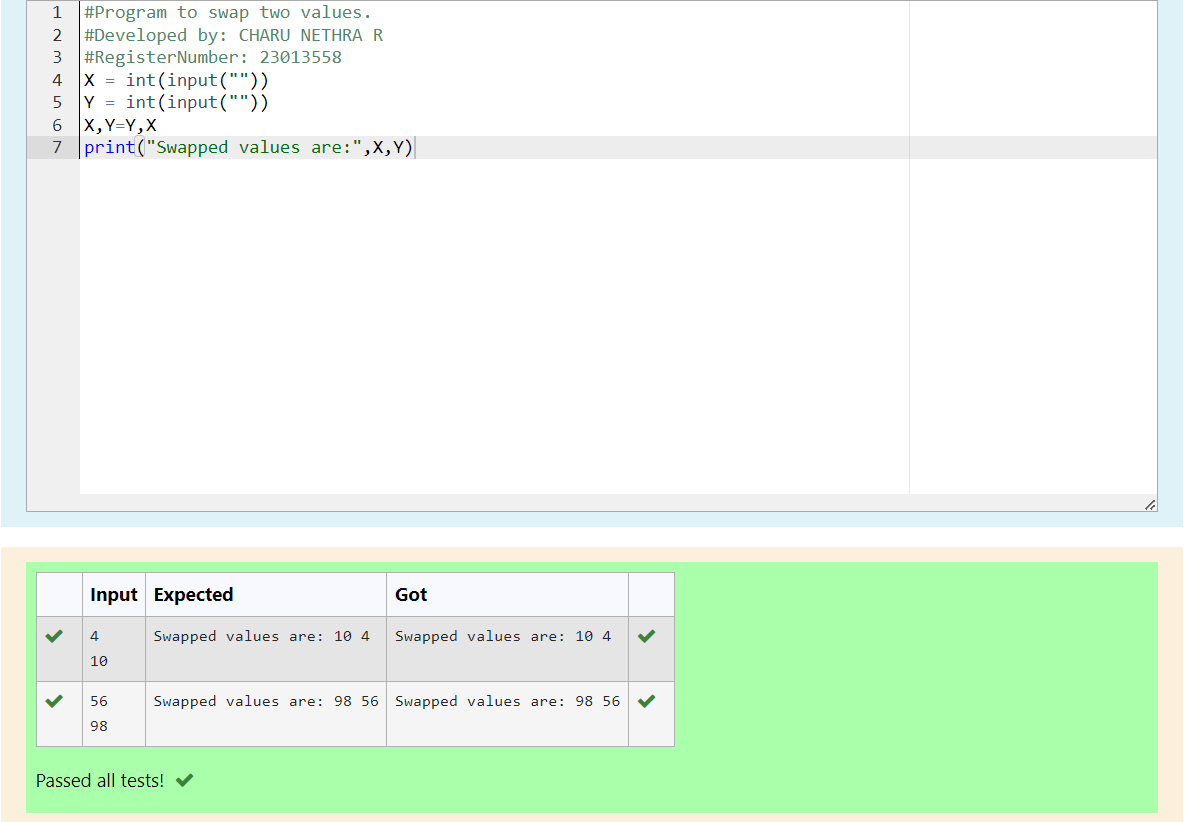 1 #Program to swap two values.
2 #Developed by: CHARU NETHRA R
3 #RegisterNumber: 23013558
4 X = int(input(""))
5 Y = int(input(""))
6 X,Y=Y,X
7 print("Swapped values are:",X,Y)
Input Expected Got
4 Swapped values are: 10 4 Swapped values are: 10 4
10
56 Swapped values are: 98 56 Swapped values are: 98 56
98
Passed all tests!